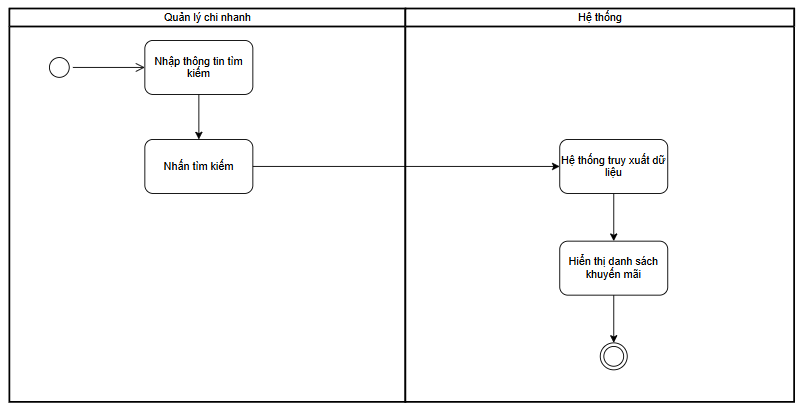 Quản lý chi nhanh
Hệ thống
Nhập thông tin tìm
kiếm
Nhấn tìm kiếm
Hệ thống truy xuất dữ
liệu
Hiển thị danh sách
khuyến mãi